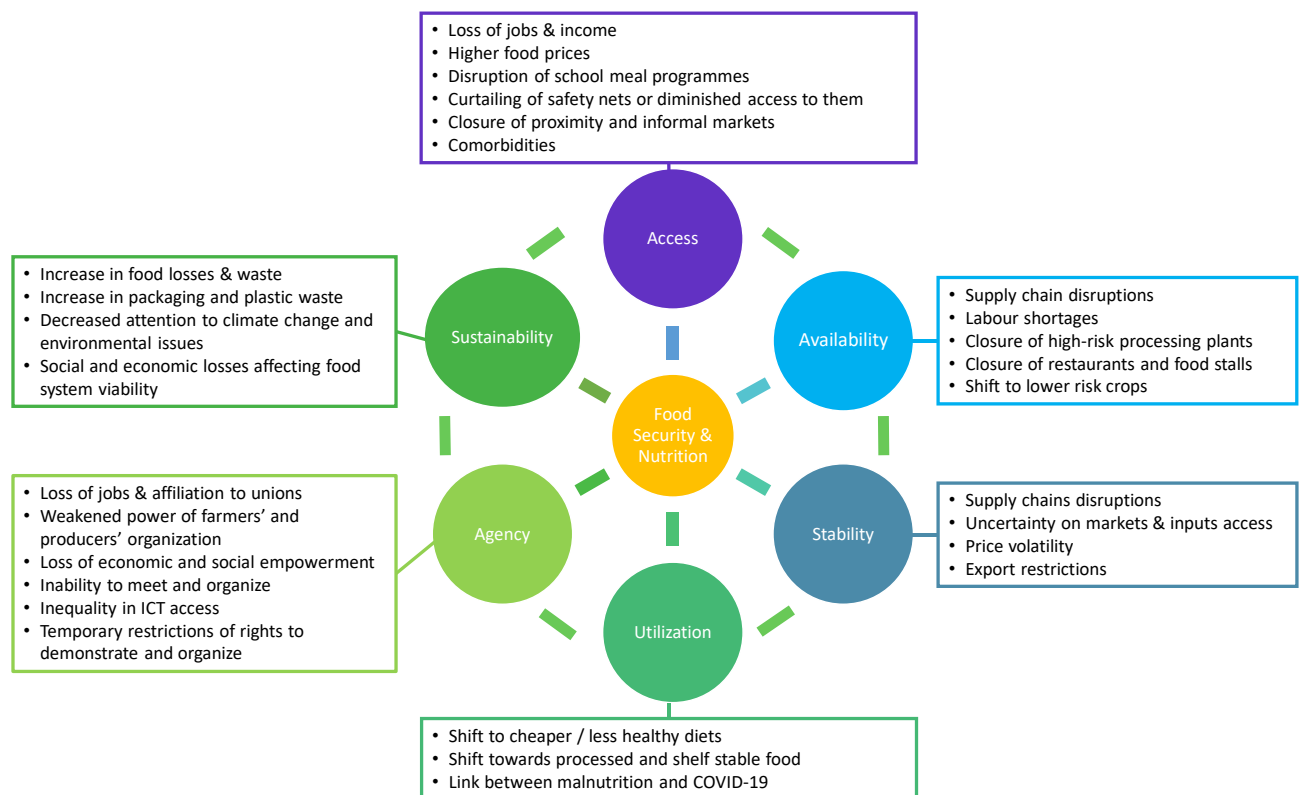 • Loss of jobs & income
• Higher food prices
• Disruption of school meal programmes
• Curtailing of safety nets or diminished access to them
• Closure of proximity and informal markets
• Comorbidities
Access
• Increase in food losses & waste
• Increase in packaging and plastic waste
• Decreased attention to climate change and
environmental issues
• Social and economic losses affecting food
system viability
Sustainability
Availability
• Supply chain disruptions
• Labour shortages
• Closure of high-risk processing plants
• Closure of restaurants and food stalls
• Shift to lower risk crops
Food
Security &
Nutrition
• Loss of jobs & affiliation to unions
• Weakened power of farmers’ and
producers’ organization
• Loss of economic and social empowerment
• Inability to meet and organize
• Inequality in ICT access
• Temporary restrictions of rights to
demonstrate and organize
Agency
Stability
• Supply chains disruptions
• Uncertainty on markets & inputs access
• Price volatility
• Export restrictions
Utilization
• Shift to cheaper / less healthy diets
• Shift towards processed and shelf stable food
• Link between malnutrition and COVID-19